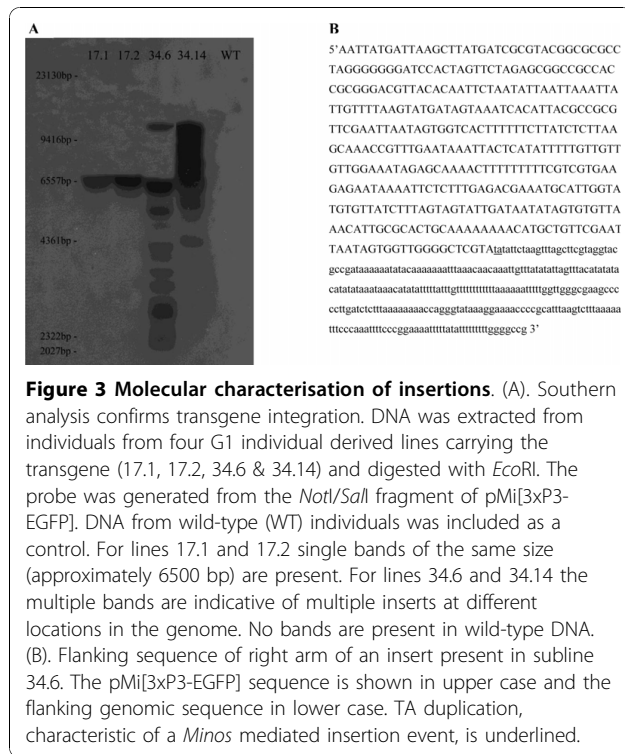 A
17.1 17.2 34.6 34.14 WT
23130bp -
9416bp -
6557bp -
4361bp -
2322bp -
2027bp -
B
5'AATTATGATTAAGCTTATGATCGCGTACGGCGCGCC
TAGGGGGGGATCCACTAGTTCTAGAGCGGCCGCCAC
CGCGGGACGTTACACAATTCTAATATTAATTAAATTA
TTGTTTTAAGTATGATAGTAAATCACATTACGCCGCG
TTCGAATTAATAGTGGTCACTTTTTTCTTATCTCTTAA
GCAAACCGTTTGAATAAATTACTCATATTTTTGTTGTT
GTTGGAAATAGAGCAAAACTTTTTTTTTCGTCGTGAA
GAGAATAAAATTCTCTTTGAGACGAAATGCATTGGTA
TGTGTTATCTTTAGTAGTATTGATAATATAGTGTGTTA
AACATTGCGCACTGCAAAAAAAACATGCTGTTCGAAT
TAATAGTGGTTGGGGCTCGTAtatattctaagtttagcttcgtaggtac
gccgataaaaaatatacaaaaaaatttaaacaacaaattgtttatatattagtttacatatata
catatataaataaacatatatttttatttgttttttttttttttaaaaaatttttggttgggcgaagccc
ccttgatctctttaaaaaaaaccagggtataaaggaaaaccccgcatttaagtctttaaaaa
tttcccaaattttcccggaaaatttttttatatttttttttggggccg 3'
Figure 3 Molecular characterisation of insertions. (A). Southern
analysis confirms transgene integration. DNA was extracted from
individuals from four G1 individual derived lines carrying the
transgene (17.1, 17.2, 34.6 & 34.14) and digested with EcoRI. The
probe was generated from the NotI/SalI fragment of pMi[3xP3-
EGFP]. DNA from wild-type (WT) individuals was included as a
control. For lines 17.1 and 17.2 single bands of the same size
(approximately 6500 bp) are present. For lines 34.6 and 34.14 the
multiple bands are indicative of multiple inserts at different
locations in the genome. No bands are present in wild-type DNA.
(B). Flanking sequence of right arm of an insert present in subline
34.6. The pMi[3xP3-EGFP] sequence is shown in upper case and the
flanking genomic sequence in lower case. TA duplication,
characteristic of a Minos mediated insertion event, is underlined.